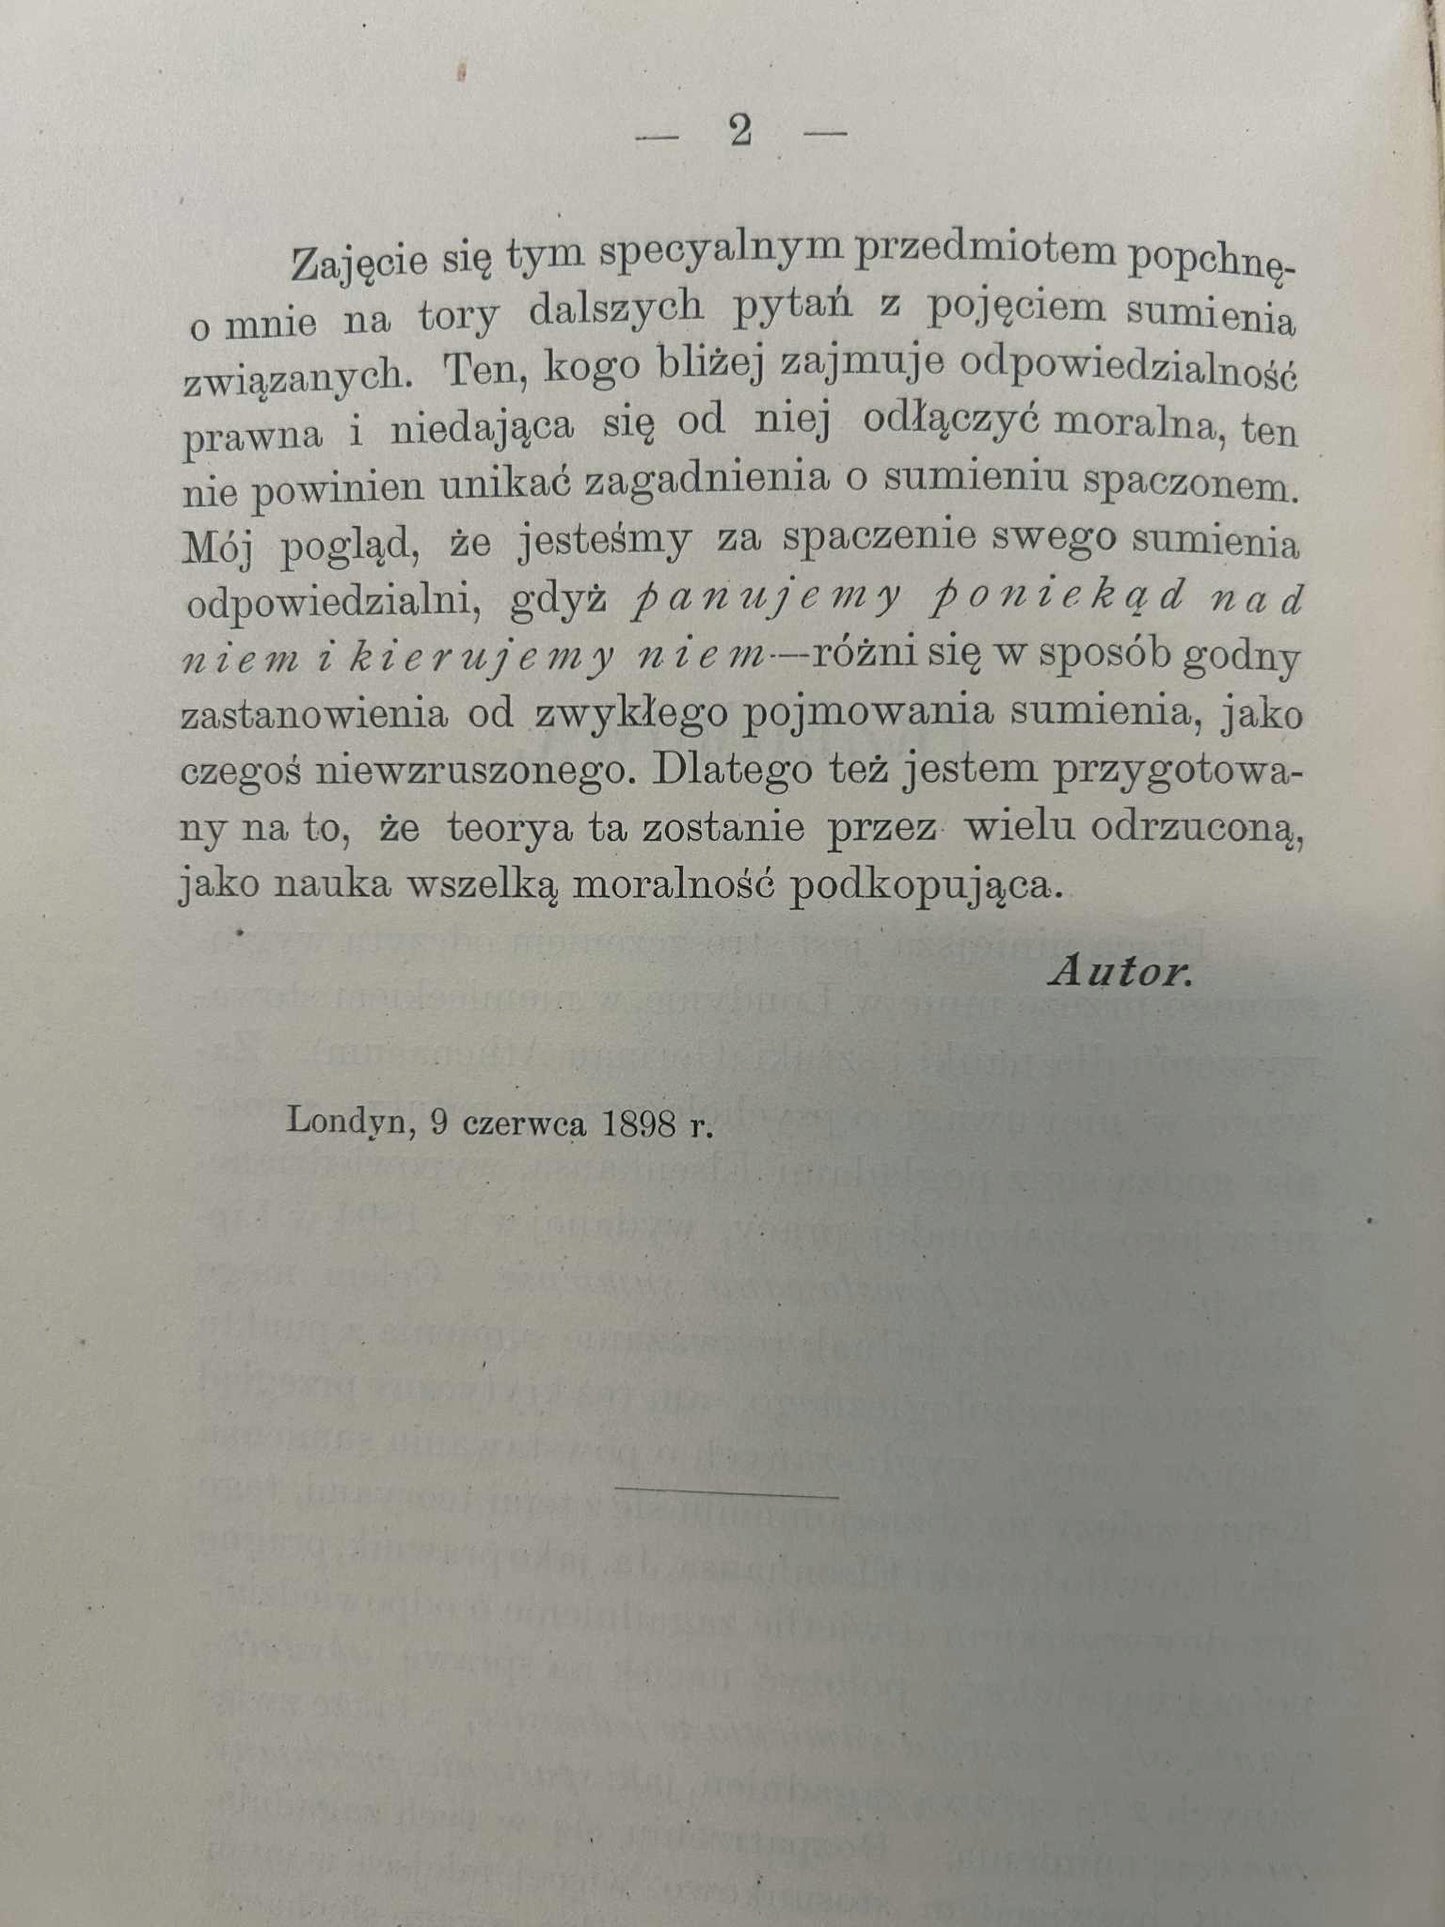 — 2 —
Zajęcie się tym specyalnym przedmiotem popchnę-
o mnie na tory dalszych pytań z pojęciem sumienia
związanych. Ten, kogo bliżej zajmuje odpowiedzialność
prawna i niedająca się od niej odłączyć moralna, ten
nie powinien unikać zagadnienia o sumieniu spaczonem.
Mój pogląd, że jesteśmy za spaczenie swego sumienia
odpowiedzialni, gdyż panujemy poniekąd nad
niem i kierujemy niem—różni się w sposób godny
zastanowienia od zwykłego pojmowania sumienia, jako
czegoś niewzruszonego. Dlatego też jestem przygotowa-
ny na to, że teorya ta zostanie przez wielu odrzuconą,
jako nauka wszelką moralność podkopująca.
Autor.
Londyn, 9 czerwca 1898 r.